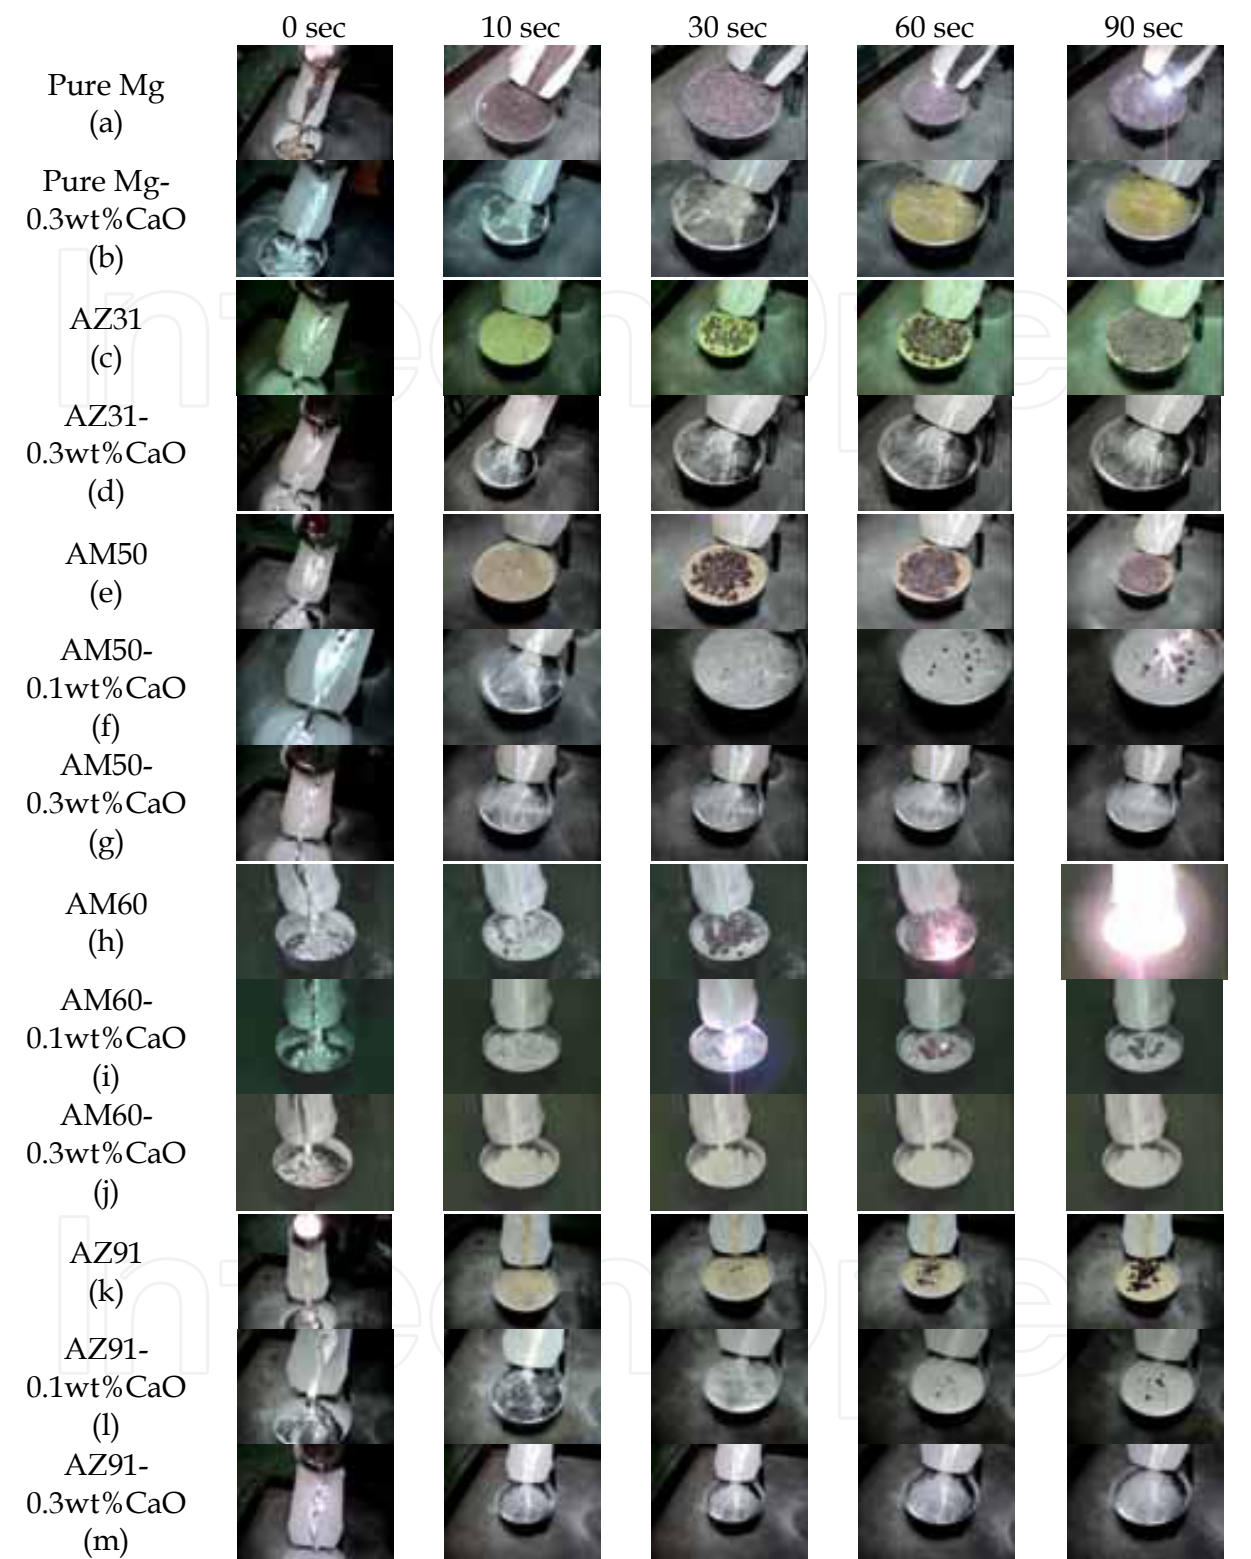 0 sec 10 sec 30 sec 60 sec 90 sec
Pure Mg
(a)
Pure Mg-
0.3wt%CaO
(b)
AZ31
(c)
AZ31-
0.3wt%CaO
(d)
AM50
(e)
AM50-
0.1wt%CaO
(f)
AM50-
0.3wt%CaO
(g)
AM60
(h)
AM60-
0.1wt%CaO
(i)
AM60-
0.3wt%CaO
(j)
AZ91
(k)
AZ91-
0.1wt%CaO
(l)
AZ91-
0.3wt%CaO
(m)
IntechOpen
IntechOpen